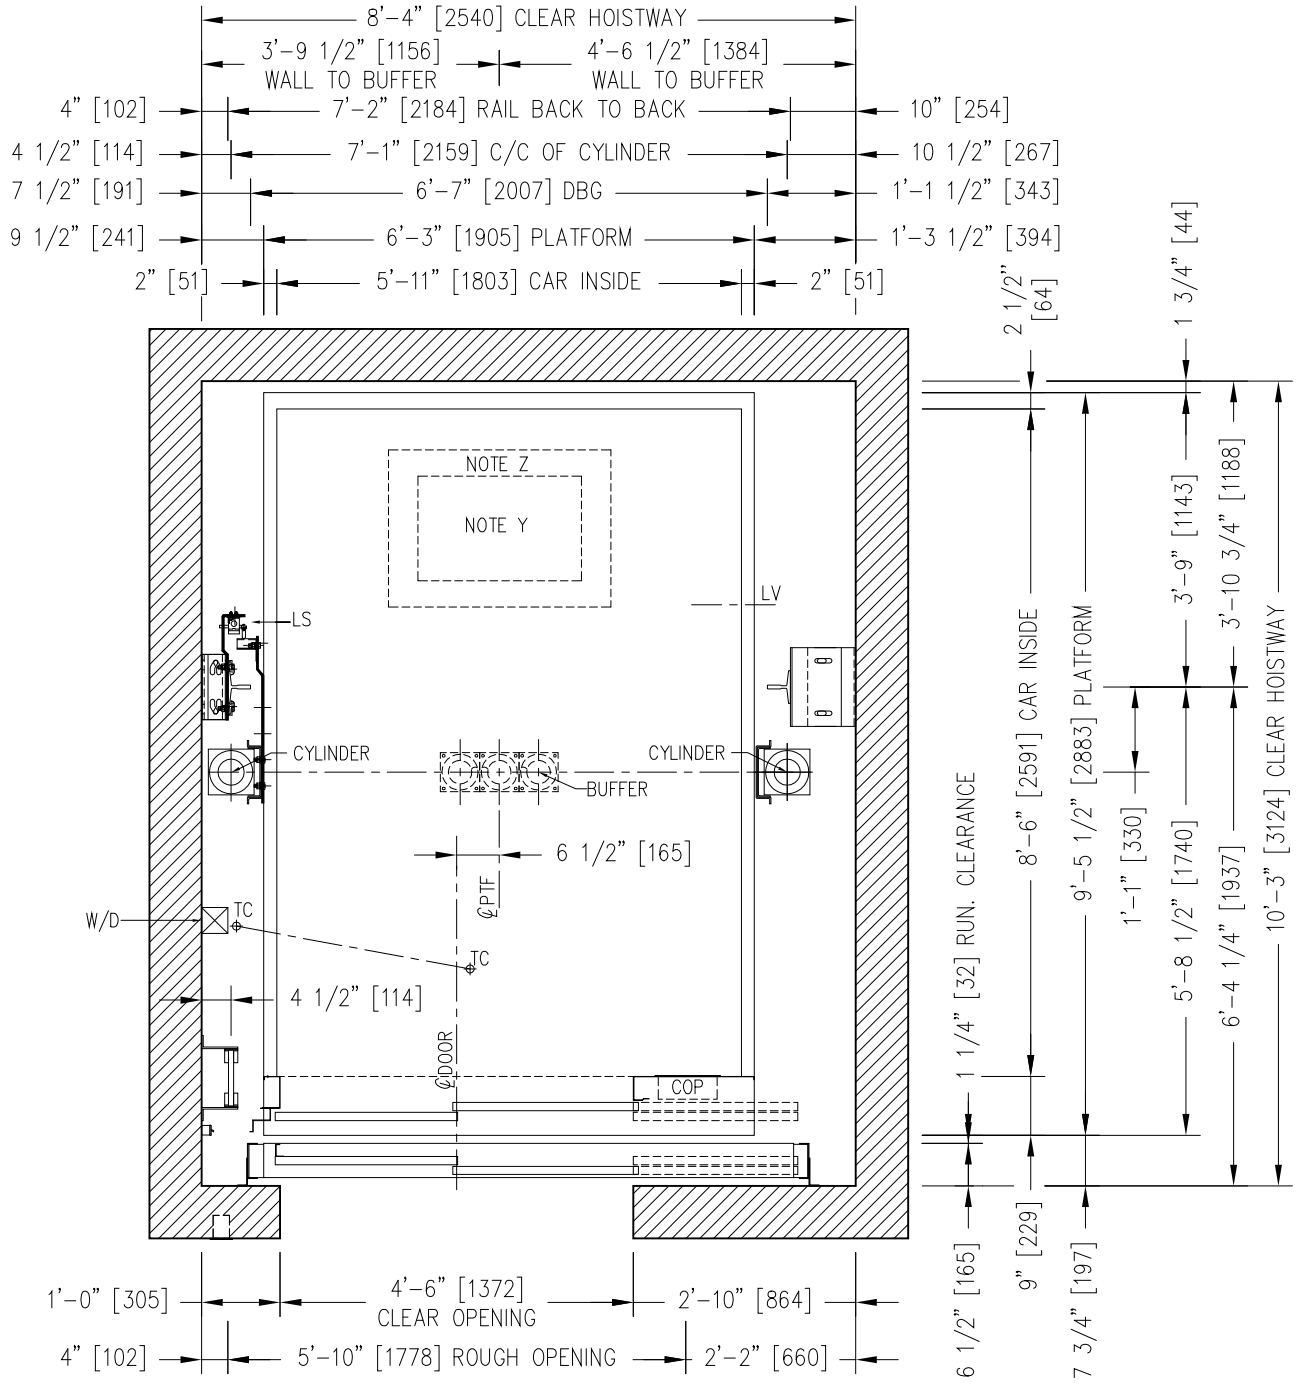 8'-4" [2540] CLEAR HOISTWAY
3'-9 1/2" [1156]
WALL TO BUFFER
4'-6 1/2" [1384]
WALL TO BUFFER
4" [102]
7'-2" [2184] RAIL BACK TO BACK
10" [254]
4 1/2" [114]
7'-1" [2159] C/C OF CYLINDER
10 1/2" [267]
7 1/2" [191]
6'-7" [2007] DBG
1'-1 1/2" [343]
9 1/2" [241]
6'-3" [1905] PLATFORM
1'-3 1/2" [394]
2" [51]
5'-11" [1803] CAR INSIDE
2" [51]
2 1/2"
[64]
1 3/4" [44]
NOTE Z
NOTE Y
LV
LS
CYLINDER
CYLINDER
BUFFER
6 1/2" [165]
℄PTF
W/D
TC
TC
4 1/2" [114]
℄DOOR
COP
1 1/4" [32] RUN. CLEARANCE
8'-6" [2591] CAR INSIDE
9'-5 1/2" [2883] PLATFORM
1'-1" [330]
3'-9" [1143]
5'-8 1/2" [1740]
3'-10 3/4" [1188]
6'-4 1/4" [1937]
10'-3" [3124] CLEAR HOISTWAY
6 1/2" [165]
9" [229]
7 3/4" [197]
1'-0" [305]
4'-6" [1372]
CLEAR OPENING
2'-10" [864]
4" [102]
5'-10" [1778] ROUGH OPENING
2'-2" [660]